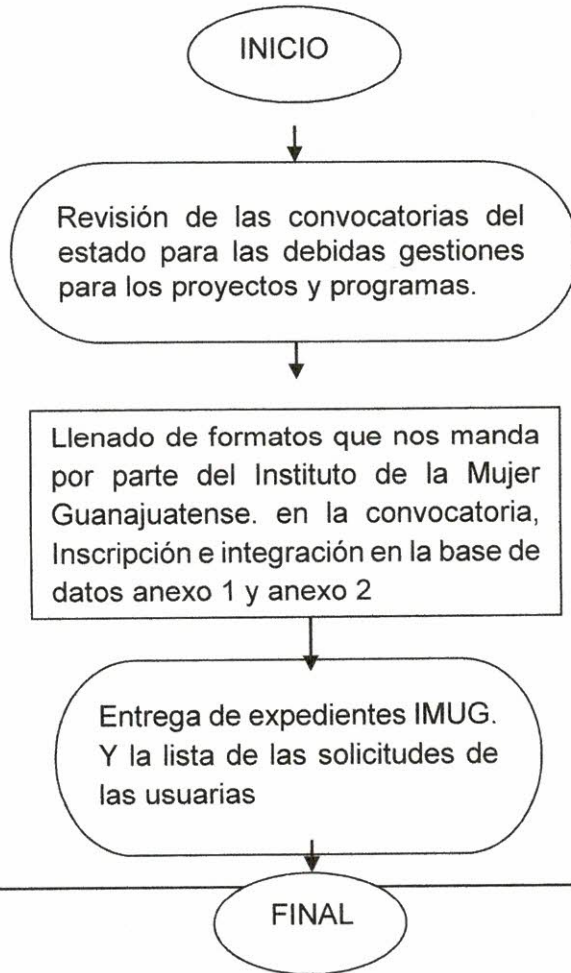 INICIO
Revisión de las convocatorias del
estado para las debidas gestiones
para los proyectos y programas.
Llenado de formatos que nos manda
por parte del Instituto de la Mujer
Guanajuatense. en la convocatoria,
Inscripción e integración en la base de
datos anexo 1 y anexo 2
Entrega de expedientes IMUG.
Y la lista de las solicitudes de
las usuarias
FINAL